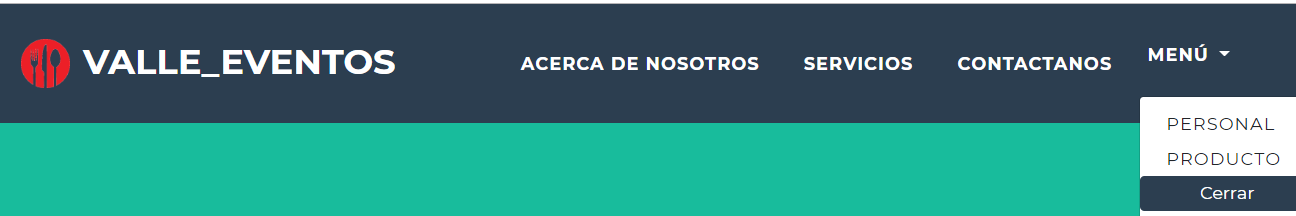 VALLE_EVENTOS
ACERCA DE NOSOTROS
SERVICIOS
CONTACTANOS
MENÚ
PERSONAL
PRODUCTO
Cerrar